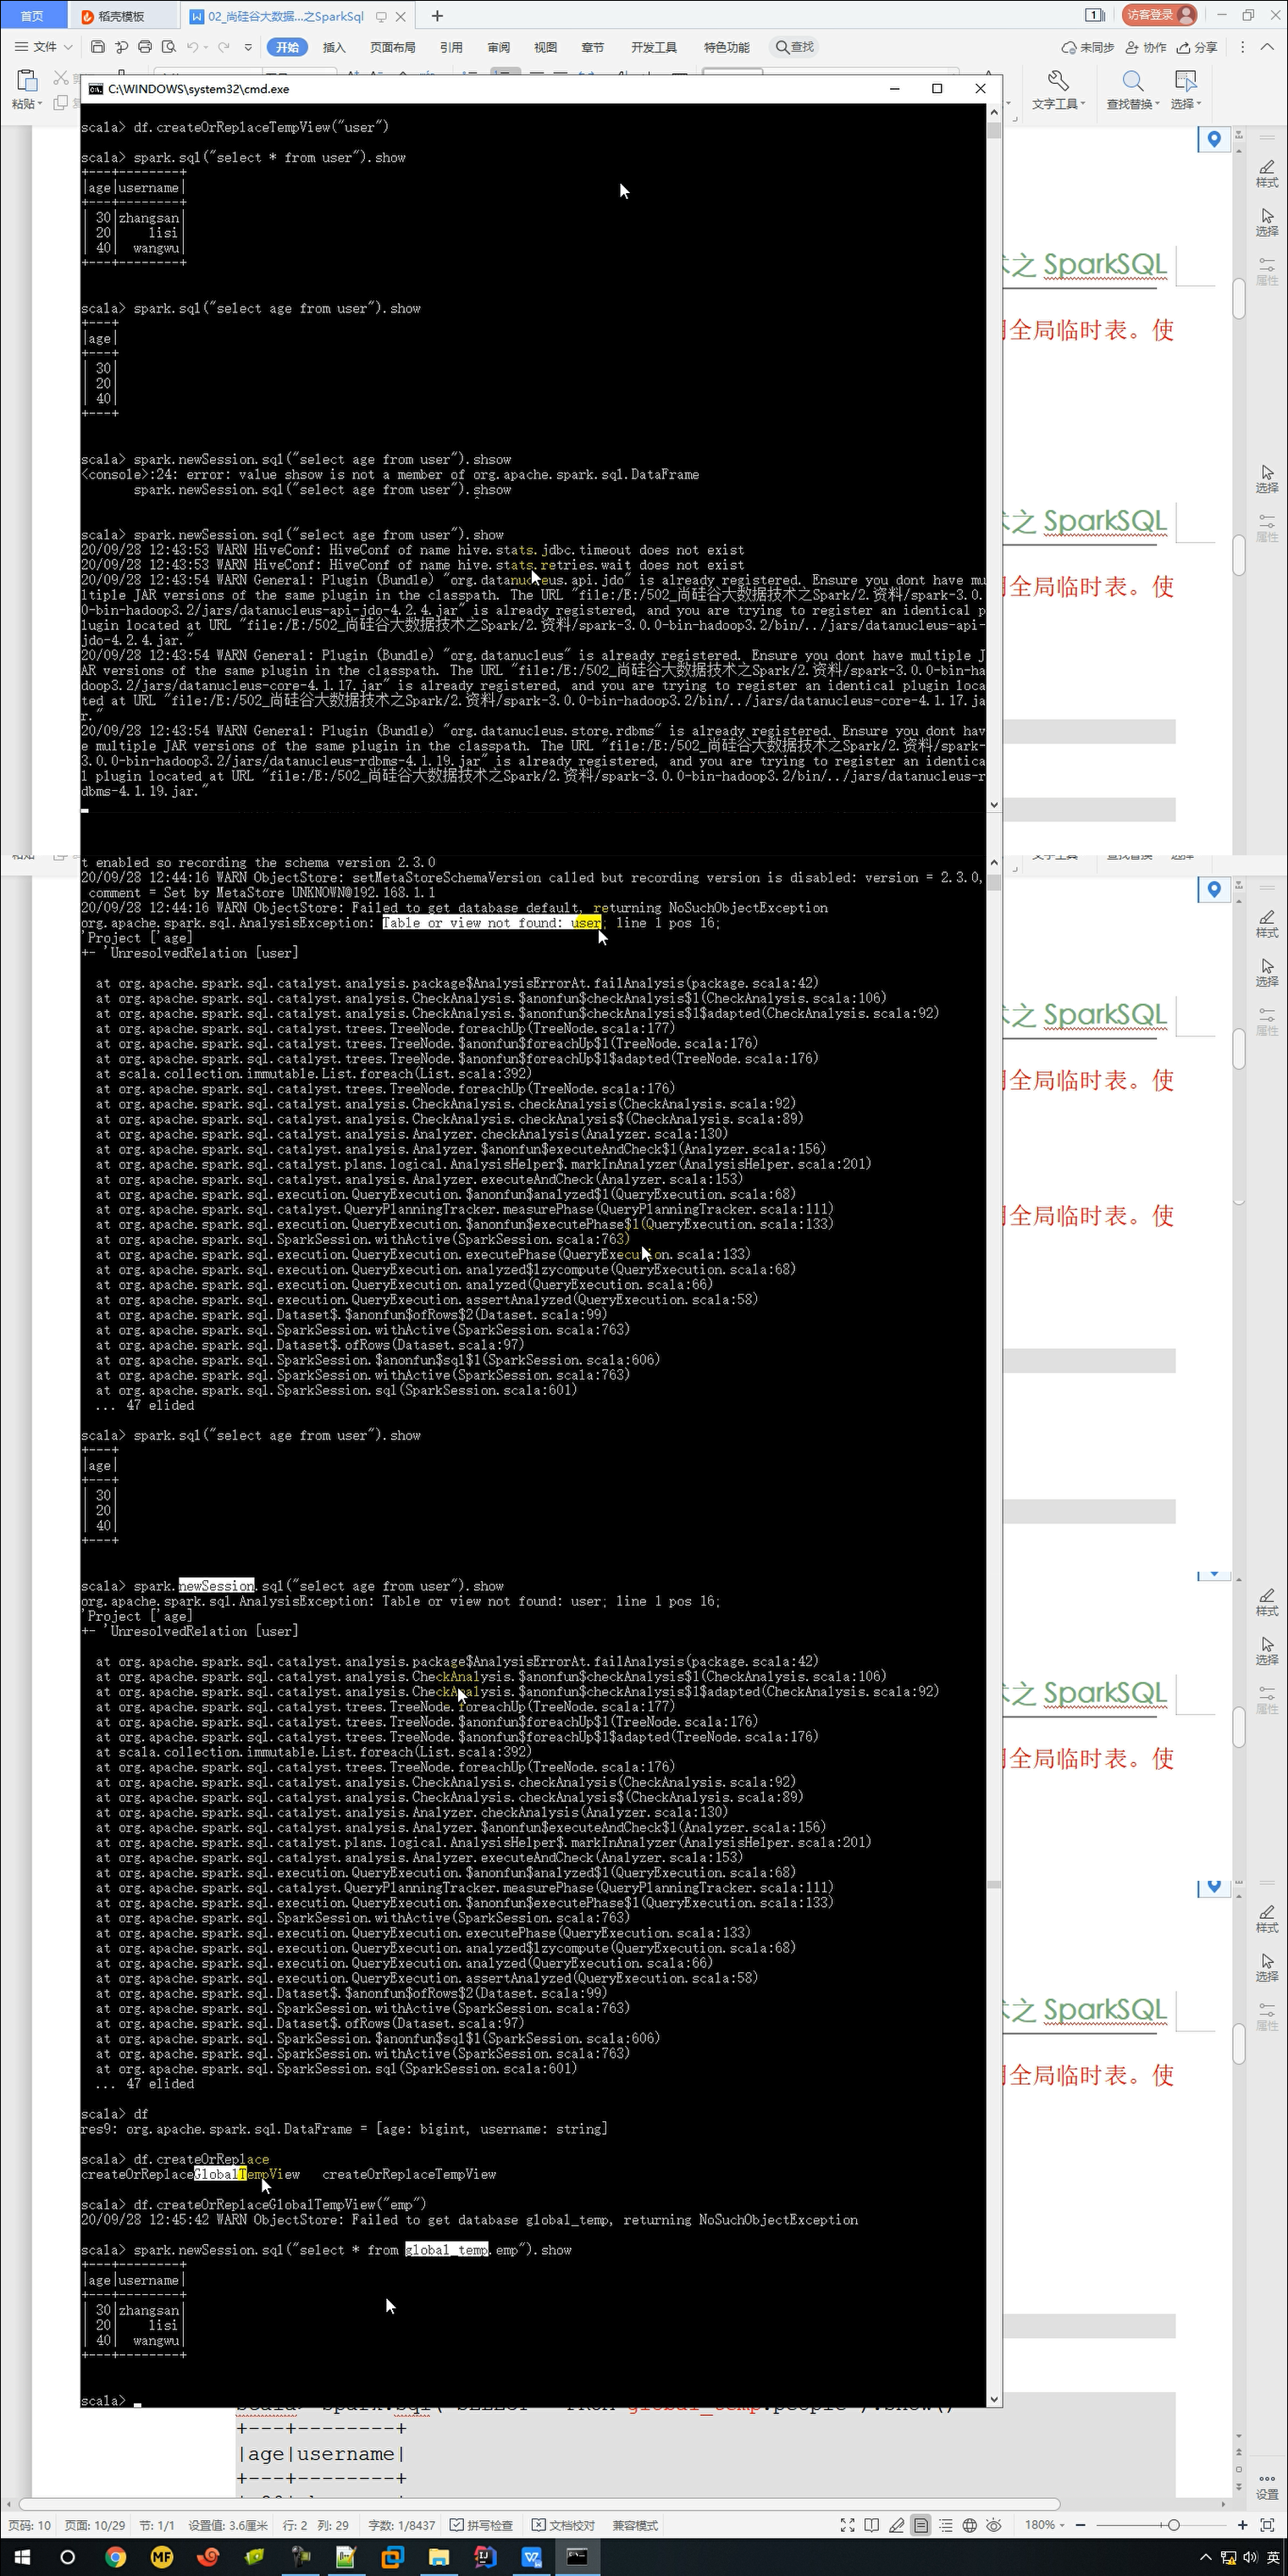 首页
稻壳模板
02_尚硅谷大数据...之SparkSql
访客登录
文件
开始
插入
页面布局
引用
审阅
视图
章节
开发工具
特色功能
查找
未同步
协作
分享
粘贴
文字工具
查找替换
选择
C:\WINDOWS\system32\cmd.exe
scala> df.createOrReplaceTempView("user")
scala> spark.sql("select * from user").show
+---+--------+
|age|username|
+---+--------+
| 30|zhangsan|
| 20|    lisi|
| 40|  wangwu|
+---+--------+
scala> spark.sql("select age from user").show
+---+
|age|
+---+
| 30|
| 20|
| 40|
+---+
scala> spark.newSession.sql("select age from user").shsow
<console>:24: error: value shsow is not a member of org.apache.spark.sql.DataFrame
       spark.newSession.sql("select age from user").shsow
                                                    ^
scala> spark.newSession.sql("select age from user").show
20/09/28 12:43:53 WARN HiveConf: HiveConf of name hive.stats.jdbc.timeout does not exist
20/09/28 12:43:53 WARN HiveConf: HiveConf of name hive.stats.retries.wait does not exist
20/09/28 12:43:54 WARN General: Plugin (Bundle) "org.datanucleus.api.jdo" is already registered. Ensure you dont have mu
ltiple JAR versions of the same plugin in the classpath. The URL "file:/E:/502_尚硅谷大数据技术之Spark/2.资料/spark-3.0.
0-bin-hadoop3.2/jars/datanucleus-api-jdo-4.2.4.jar" is already registered, and you are trying to register an identical p
lugin located at URL "file:/E:/502_尚硅谷大数据技术之Spark/2.资料/spark-3.0.0-bin-hadoop3.2/bin/../jars/datanucleus-api-
jdo-4.2.4.jar."
20/09/28 12:43:54 WARN General: Plugin (Bundle) "org.datanucleus" is already registered. Ensure you dont have multiple J
AR versions of the same plugin in the classpath. The URL "file:/E:/502_尚硅谷大数据技术之Spark/2.资料/spark-3.0.0-bin-ha
doop3.2/jars/datanucleus-core-4.1.17.jar" is already registered, and you are trying to register an identical plugin loca
ted at URL "file:/E:/502_尚硅谷大数据技术之Spark/2.资料/spark-3.0.0-bin-hadoop3.2/bin/../jars/datanucleus-core-4.1.17.ja
r."
20/09/28 12:43:54 WARN General: Plugin (Bundle) "org.datanucleus.store.rdbms" is already registered. Ensure you dont hav
e multiple JAR versions of the same plugin in the classpath. The URL "file:/E:/502_尚硅谷大数据技术之Spark/2.资料/spark-
3.0.0-bin-hadoop3.2/jars/datanucleus-rdbms-4.1.19.jar" is already registered, and you are trying to register an identica
l plugin located at URL "file:/E:/502_尚硅谷大数据技术之Spark/2.资料/spark-3.0.0-bin-hadoop3.2/bin/../jars/datanucleus-r
dbms-4.1.19.jar."
t enabled so recording the schema version 2.3.0
20/09/28 12:44:16 WARN ObjectStore: setMetaStoreSchemaVersion called but recording version is disabled: version = 2.3.0,
 comment = Set by MetaStore UNKNOWN@192.168.1.1
20/09/28 12:44:16 WARN ObjectStore: Failed to get database default, returning NoSuchObjectException
org.apache.spark.sql.AnalysisException: Table or view not found: user; line 1 pos 16;
'Project ['age]
+- 'UnresolvedRelation [user]
  at org.apache.spark.sql.catalyst.analysis.package$AnalysisErrorAt.failAnalysis(package.scala:42)
  at org.apache.spark.sql.catalyst.analysis.CheckAnalysis.$anonfun$checkAnalysis$1(CheckAnalysis.scala:106)
  at org.apache.spark.sql.catalyst.analysis.CheckAnalysis.$anonfun$checkAnalysis$1$adapted(CheckAnalysis.scala:92)
  at org.apache.spark.sql.catalyst.trees.TreeNode.foreachUp(TreeNode.scala:177)
  at org.apache.spark.sql.catalyst.trees.TreeNode.$anonfun$foreachUp$1(TreeNode.scala:176)
  at org.apache.spark.sql.catalyst.trees.TreeNode.$anonfun$foreachUp$1$adapted(TreeNode.scala:176)
  at scala.collection.immutable.List.foreach(List.scala:392)
  at org.apache.spark.sql.catalyst.trees.TreeNode.foreachUp(TreeNode.scala:176)
  at org.apache.spark.sql.catalyst.analysis.CheckAnalysis.checkAnalysis(CheckAnalysis.scala:92)
  at org.apache.spark.sql.catalyst.analysis.CheckAnalysis.checkAnalysis$(CheckAnalysis.scala:89)
  at org.apache.spark.sql.catalyst.analysis.Analyzer.checkAnalysis(Analyzer.scala:130)
  at org.apache.spark.sql.catalyst.analysis.Analyzer.$anonfun$executeAndCheck$1(Analyzer.scala:156)
  at org.apache.spark.sql.catalyst.plans.logical.AnalysisHelper$.markInAnalyzer(AnalysisHelper.scala:201)
  at org.apache.spark.sql.catalyst.analysis.Analyzer.executeAndCheck(Analyzer.scala:153)
  at org.apache.spark.sql.execution.QueryExecution.$anonfun$analyzed$1(QueryExecution.scala:68)
  at org.apache.spark.sql.catalyst.QueryPlanningTracker.measurePhase(QueryPlanningTracker.scala:111)
  at org.apache.spark.sql.execution.QueryExecution.$anonfun$executePhase$1(QueryExecution.scala:133)
  at org.apache.spark.sql.SparkSession.withActive(SparkSession.scala:763)
  at org.apache.spark.sql.execution.QueryExecution.executePhase(QueryExecution.scala:133)
  at org.apache.spark.sql.execution.QueryExecution.analyzed$lzycompute(QueryExecution.scala:68)
  at org.apache.spark.sql.execution.QueryExecution.analyzed(QueryExecution.scala:66)
  at org.apache.spark.sql.execution.QueryExecution.assertAnalyzed(QueryExecution.scala:58)
  at org.apache.spark.sql.Dataset$.$anonfun$ofRows$2(Dataset.scala:99)
  at org.apache.spark.sql.SparkSession.withActive(SparkSession.scala:763)
  at org.apache.spark.sql.Dataset$.ofRows(Dataset.scala:97)
  at org.apache.spark.sql.SparkSession.$anonfun$sql$1(SparkSession.scala:606)
  at org.apache.spark.sql.SparkSession.withActive(SparkSession.scala:763)
  at org.apache.spark.sql.SparkSession.sql(SparkSession.scala:601)
  ... 47 elided
scala> spark.sql("select age from user").show
+---+
|age|
+---+
| 30|
| 20|
| 40|
+---+
scala> spark.newSession.sql("select age from user").show
org.apache.spark.sql.AnalysisException: Table or view not found: user; line 1 pos 16;
'Project ['age]
+- 'UnresolvedRelation [user]
  at org.apache.spark.sql.catalyst.analysis.package$AnalysisErrorAt.failAnalysis(package.scala:42)
  at org.apache.spark.sql.catalyst.analysis.CheckAnalysis.$anonfun$checkAnalysis$1(CheckAnalysis.scala:106)
  at org.apache.spark.sql.catalyst.analysis.CheckAnalysis.$anonfun$checkAnalysis$1$adapted(CheckAnalysis.scala:92)
  at org.apache.spark.sql.catalyst.trees.TreeNode.foreachUp(TreeNode.scala:177)
  at org.apache.spark.sql.catalyst.trees.TreeNode.$anonfun$foreachUp$1(TreeNode.scala:176)
  at org.apache.spark.sql.catalyst.trees.TreeNode.$anonfun$foreachUp$1$adapted(TreeNode.scala:176)
  at scala.collection.immutable.List.foreach(List.scala:392)
  at org.apache.spark.sql.catalyst.trees.TreeNode.foreachUp(TreeNode.scala:176)
  at org.apache.spark.sql.catalyst.analysis.CheckAnalysis.checkAnalysis(CheckAnalysis.scala:92)
  at org.apache.spark.sql.catalyst.analysis.CheckAnalysis.checkAnalysis$(CheckAnalysis.scala:89)
  at org.apache.spark.sql.catalyst.analysis.Analyzer.checkAnalysis(Analyzer.scala:130)
  at org.apache.spark.sql.catalyst.analysis.Analyzer.$anonfun$executeAndCheck$1(Analyzer.scala:156)
  at org.apache.spark.sql.catalyst.plans.logical.AnalysisHelper$.markInAnalyzer(AnalysisHelper.scala:201)
  at org.apache.spark.sql.catalyst.analysis.Analyzer.executeAndCheck(Analyzer.scala:153)
  at org.apache.spark.sql.execution.QueryExecution.$anonfun$analyzed$1(QueryExecution.scala:68)
  at org.apache.spark.sql.catalyst.QueryPlanningTracker.measurePhase(QueryPlanningTracker.scala:111)
  at org.apache.spark.sql.execution.QueryExecution.$anonfun$executePhase$1(QueryExecution.scala:133)
  at org.apache.spark.sql.SparkSession.withActive(SparkSession.scala:763)
  at org.apache.spark.sql.execution.QueryExecution.executePhase(QueryExecution.scala:133)
  at org.apache.spark.sql.execution.QueryExecution.analyzed$lzycompute(QueryExecution.scala:68)
  at org.apache.spark.sql.execution.QueryExecution.analyzed(QueryExecution.scala:66)
  at org.apache.spark.sql.execution.QueryExecution.assertAnalyzed(QueryExecution.scala:58)
  at org.apache.spark.sql.Dataset$.$anonfun$ofRows$2(Dataset.scala:99)
  at org.apache.spark.sql.SparkSession.withActive(SparkSession.scala:763)
  at org.apache.spark.sql.Dataset$.ofRows(Dataset.scala:97)
  at org.apache.spark.sql.SparkSession.$anonfun$sql$1(SparkSession.scala:606)
  at org.apache.spark.sql.SparkSession.withActive(SparkSession.scala:763)
  at org.apache.spark.sql.SparkSession.sql(SparkSession.scala:601)
  ... 47 elided
scala> df
res9: org.apache.spark.sql.DataFrame = [age: bigint, username: string]
scala> df.createOrReplace
createOrReplaceGlobalTempView   createOrReplaceTempView
scala> df.createOrReplaceGlobalTempView("emp")
20/09/28 12:45:42 WARN ObjectStore: Failed to get database global_temp, returning NoSuchObjectException
scala> spark.newSession.sql("select * from global_temp.emp").show
+---+--------+
|age|username|
+---+--------+
| 30|zhangsan|
| 20|    lisi|
| 40|  wangwu|
+---+--------+
scala>
之 SparkSQL
全局临时表。使
样式
选择
属性
选择
之 SparkSQL
属性
全局临时表。使
样式
选择
之 SparkSQL
属性
全局临时表。使
全局临时表。使
样式
选择
之 SparkSQL
属性
全局临时表。使
样式
选择
之 SparkSQL
属性
全局临时表。使
+---+--------+
|age|username|
+---+--------+
设置
页码: 10
页面: 10/29
节: 1/1
设置值: 3.6厘米
行: 2
列: 29
字数: 1/8437
拼写检查
文档校对
兼容模式
180%
MF
英